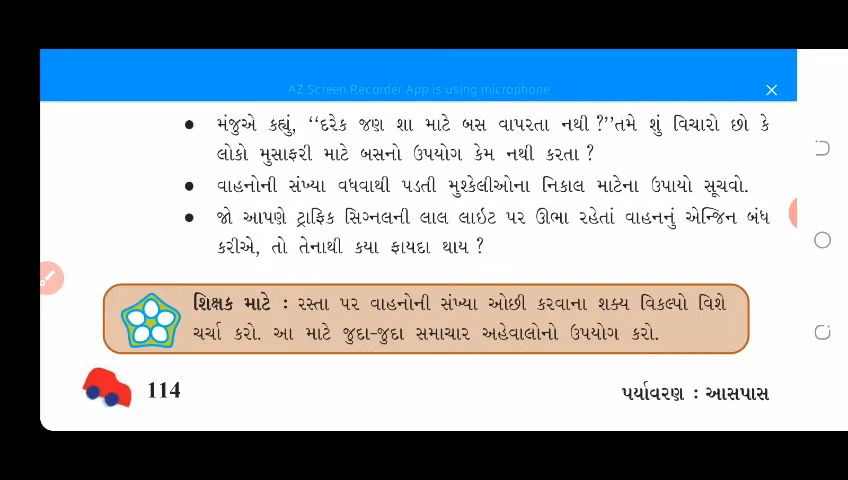 AZ Screen Recorder App is using microphone
• મંજુએ કહ્યું, “દરેક જણ શા માટે બસ વાપરતા નથી ?”તમે શું વિચારો છો કે
લોકો મુસાફરી માટે બસનો ઉપયોગ કેમ નથી કરતા ?
• વાહનોની સંખ્યા વધવાથી પડતી મુશ્કેલીઓના નિકાલ માટેના ઉપાયો સૂચવો.
• જો આપણે ટ્રાફિક સિગ્નલની લાલ લાઇટ પર ઊભા રહેતાં વાહનનું એન્જિન બંધ
કરીએ, તો તેનાથી કયા ફાયદા થાય ?
શિક્ષક માટે : રસ્તા પર વાહનોની સંખ્યા ઓછી કરવાના શક્ય વિકલ્પો વિશે
ચર્ચા કરો. આ માટે જુદા-જુદા સમાચાર અહેવાલોનો ઉપયોગ કરો.
114
પર્યાવરણ : આસપાસ